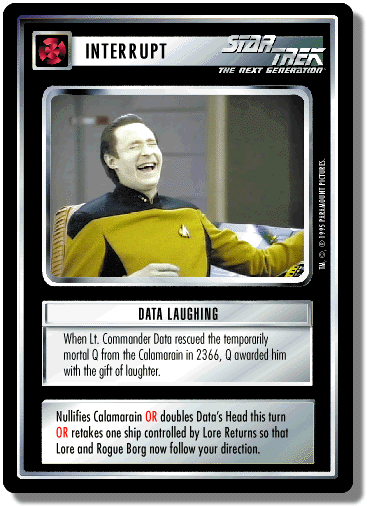 INTERRUPT
STAR TREK
THE NEXT GENERATION
TM, ©, ® 1995 PARAMOUNT PICTURES.
DATA LAUGHING
When Lt. Commander Data rescued the temporarily
mortal Q from the Calamarain in 2366, Q awarded him
with the gift of laughter.
Nullifies Calamarain OR doubles Data's Head this turn
OR retakes one ship controlled by Lore Returns so that
Lore and Rogue Borg now follow your direction.